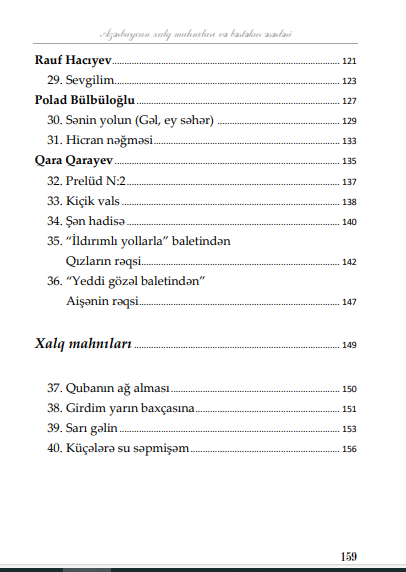 Azərbaycan xalq mahnıları və bəstəkar əsərləri
Rauf Hacıyev 121
29. Sevgilim 123
Polad Bülbüloğlu 127
30. Sənin yolun (Gəl, ey səhər) 129
31. Hicran nəğməsi 133
Qara Qarayev 135
32. Prelüd N:2 137
33. Kiçik vals 138
34. Şən hadisə 140
35. “İldırımlı yollarla” baletindən
Qızların rəqsi 142
36. “Yeddi gözəl baletindən”
Aişənin rəqsi 147
Xalq mahnıları 149
37. Qubanın ağ alması 150
38. Girdim yarın baxçasına 151
39. Sarı gəlin 153
40. Küçələrə su səpmişəm 156
159